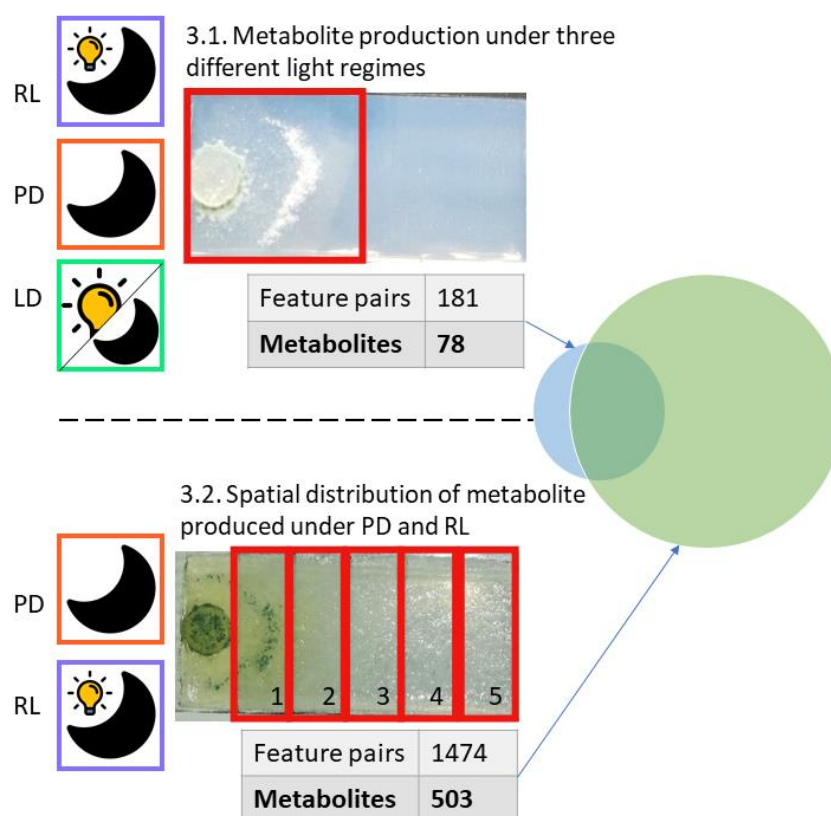 3.1. Metabolite production under three
different light regimes
RL
PD
LD
Feature pairs 181
Metabolites 78
3.2. Spatial distribution of metabolite
produced under PD and RL
PD
RL
1 2 3 4 5
Feature pairs 1474
Metabolites 503